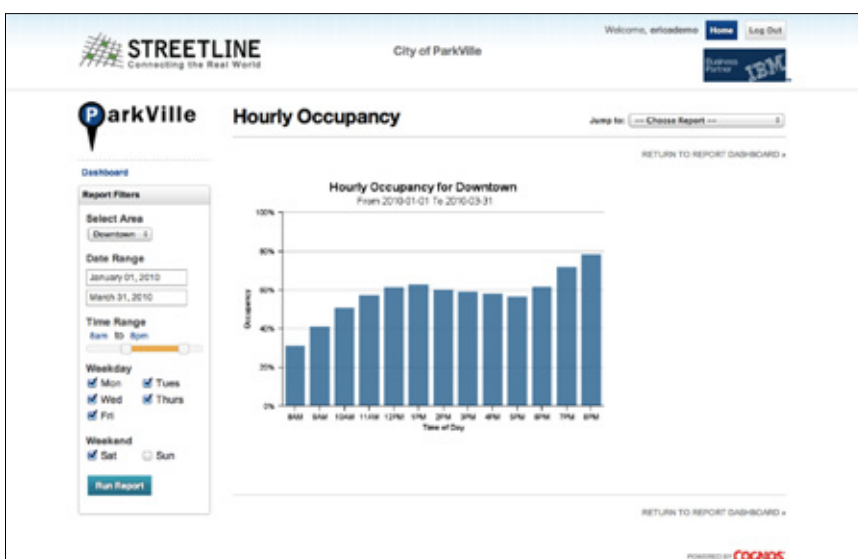 STREETLINE
Connecting the Real World
City of ParkVille
Welcome, ericademo
Home
Log Out
Business Partner
IBM
ParkVille
Hourly Occupancy
Jump to: --- Choose Report ---
RETURN TO REPORT DASHBOARD »
Dashboard
Report Filters
Select Area
Downtown
Date Range
January 01, 2010
March 31, 2010
Time Range
8am to 8pm
Weekday
Mon Tues
Wed Thurs
Fri
Weekend
Sat Sun
Run Report
Hourly Occupancy for Downtown
From 2010-01-01 To 2010-03-31
100%
80%
60%
40%
20%
0%
Occupancy
8AM 9AM 10AM 11AM 12PM 1PM 2PM 3PM 4PM 5PM 6PM 7PM 8PM
Time of Day
RETURN TO REPORT DASHBOARD »
POWERED BY COGNOS